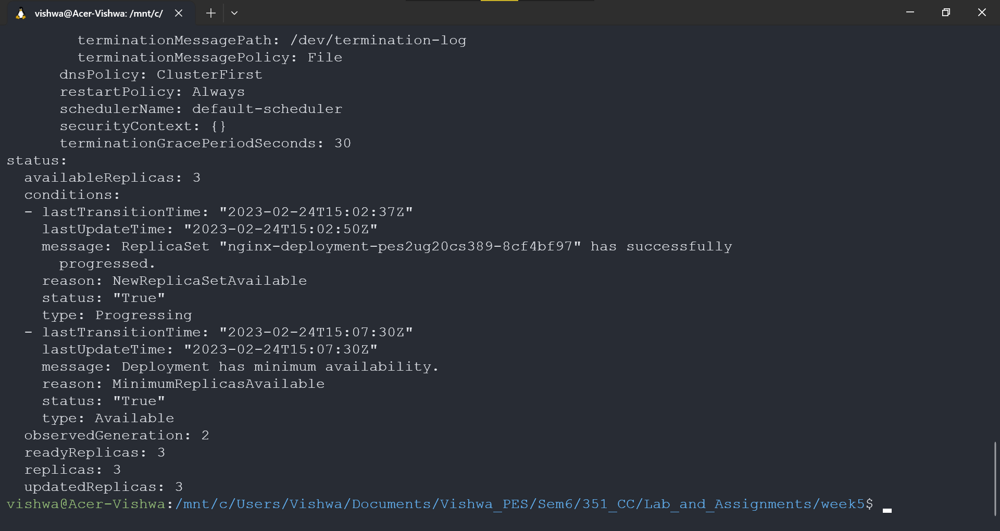 vishwa@Acer-Vishwa: /mnt/c/
        terminationMessagePath: /dev/termination-log
        terminationMessagePolicy: File
      dnsPolicy: ClusterFirst
      restartPolicy: Always
      schedulerName: default-scheduler
      securityContext: {}
      terminationGracePeriodSeconds: 30
status:
  availableReplicas: 3
  conditions:
  - lastTransitionTime: "2023-02-24T15:02:37Z"
    lastUpdateTime: "2023-02-24T15:02:50Z"
    message: ReplicaSet "nginx-deployment-pes2ug20cs389-8cf4bf97" has successfully
      progressed.
    reason: NewReplicaSetAvailable
    status: "True"
    type: Progressing
  - lastTransitionTime: "2023-02-24T15:07:30Z"
    lastUpdateTime: "2023-02-24T15:07:30Z"
    message: Deployment has minimum availability.
    reason: MinimumReplicasAvailable
    status: "True"
    type: Available
  observedGeneration: 2
  readyReplicas: 3
  replicas: 3
  updatedReplicas: 3
vishwa@Acer-Vishwa:/mnt/c/Users/Vishwa/Documents/Vishwa_PES/Sem6/351_CC/Lab_and_Assignments/week5$